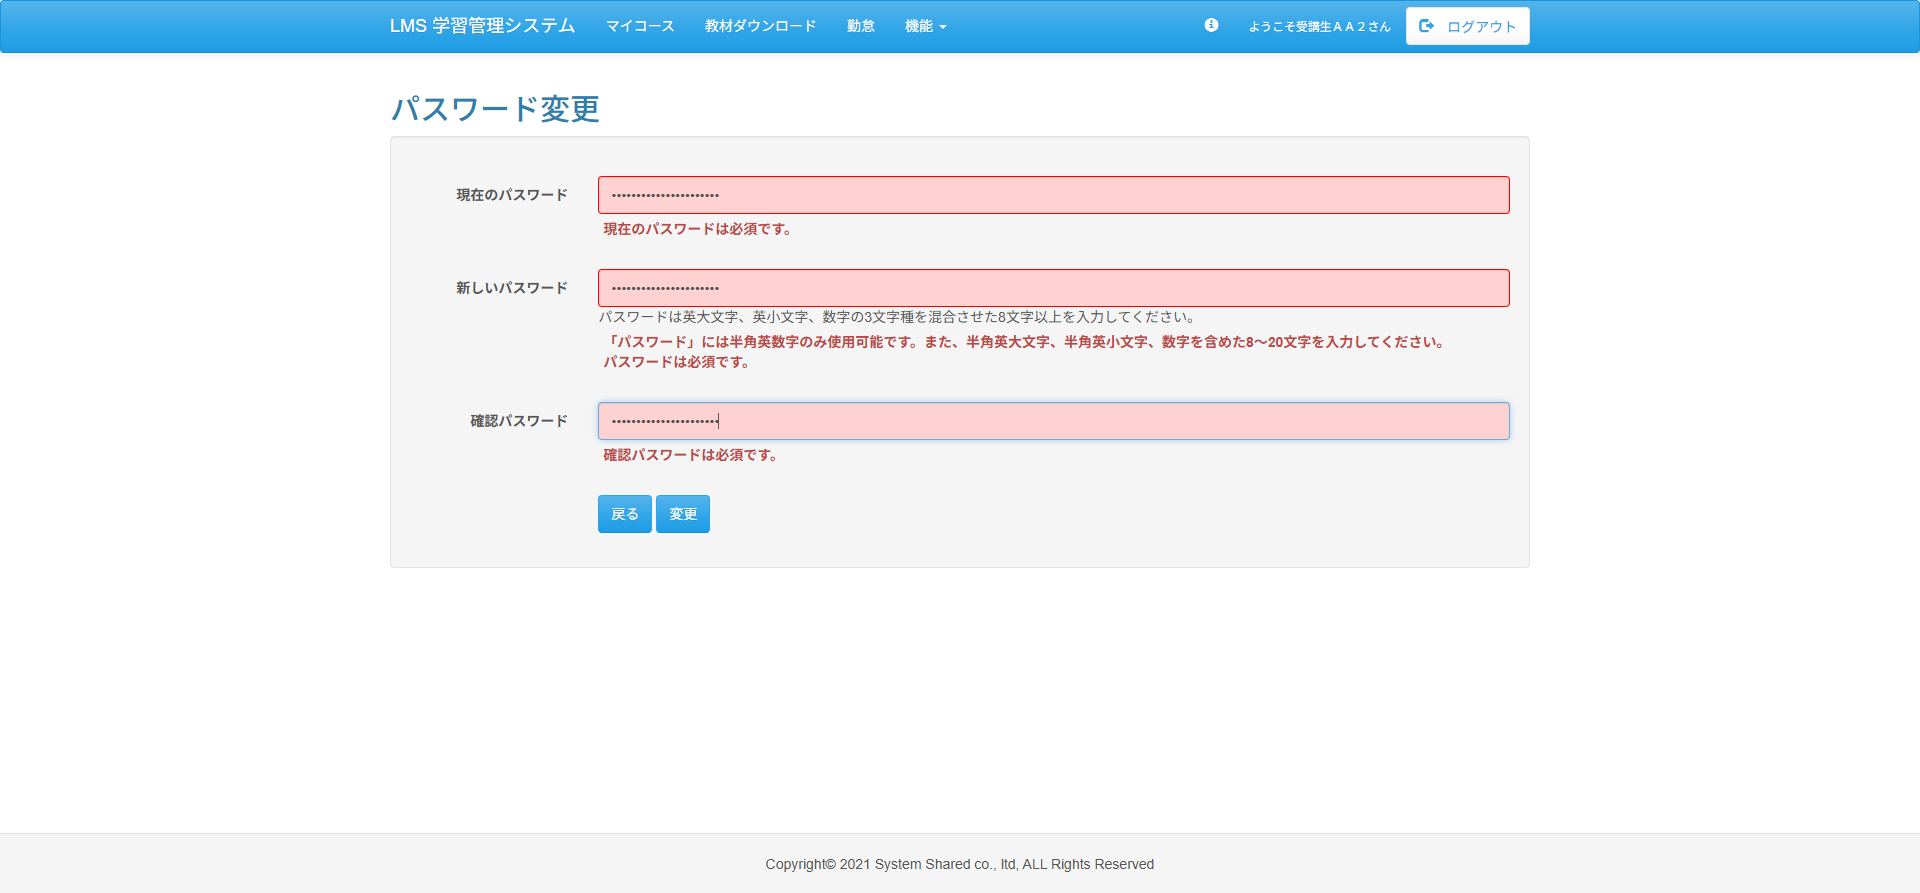 LMS 学習管理システム マイコース 教材ダウンロード 勤怠 機能 ようこそ受講生ＡＡ２さん ログアウト
パスワード変更
現在のパスワード ••••••••••••••••••••••
現在のパスワードは必須です。
新しいパスワード ••••••••••••••••••••••
パスワードは英大文字、英小文字、数字の3文字種を混合させた8文字以上を入力してください。
「パスワード」には半角英数字のみ使用可能です。また、半角英大文字、半角英小文字、数字を含めた8～20文字を入力してください。
パスワードは必須です。
確認パスワード ••••••••••••••••••••••
確認パスワードは必須です。
戻る 変更
Copyright© 2021 System Shared co., ltd, ALL Rights Reserved